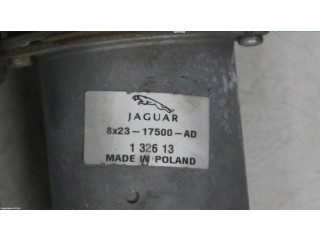 JAGUAR
8x23-17500-AD
1 326 13
MADE IN POLAND